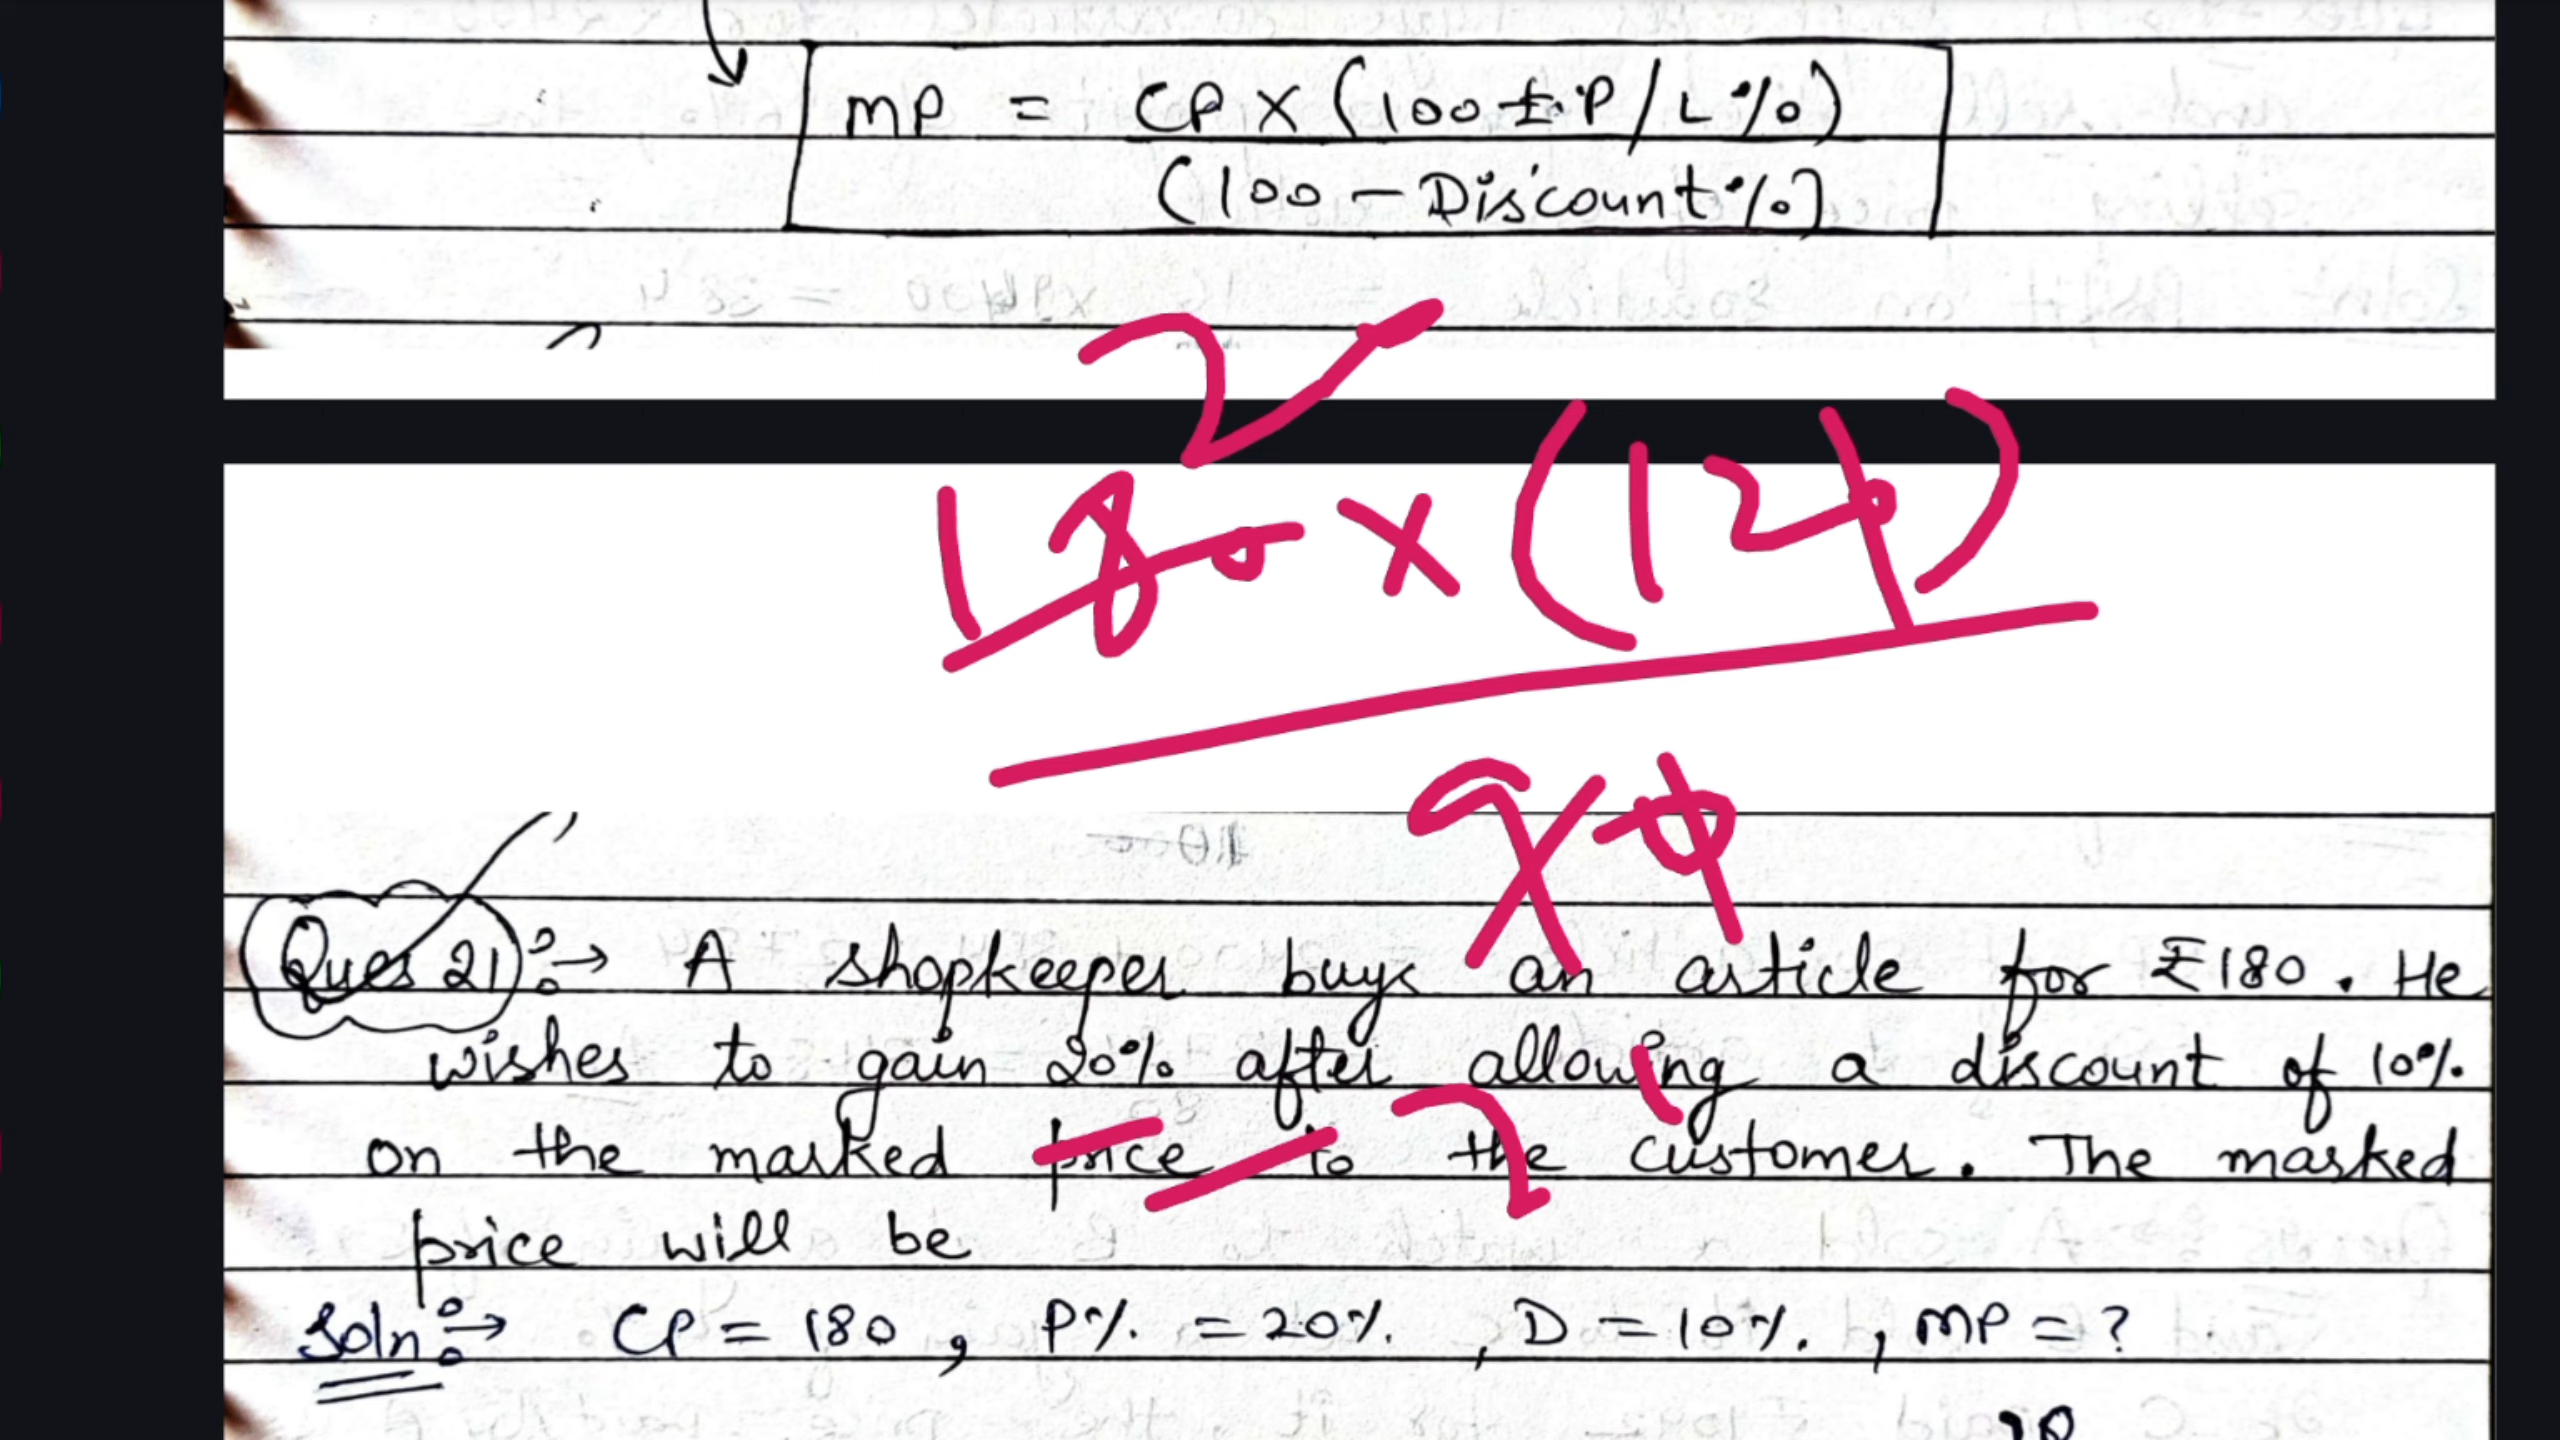 MP = CP X (100 ± P/L%)
(100 - Discount%)
2
180 x (120)
90
Ques 21 :→ A shopkeeper buys an article for ₹180. He
wishes to gain 20% after allowing a discount of 10%
on the marked price to the customer. The marked
price will be
Soln :→ CP = 180, P% = 20%, D = 10%, MP = ?